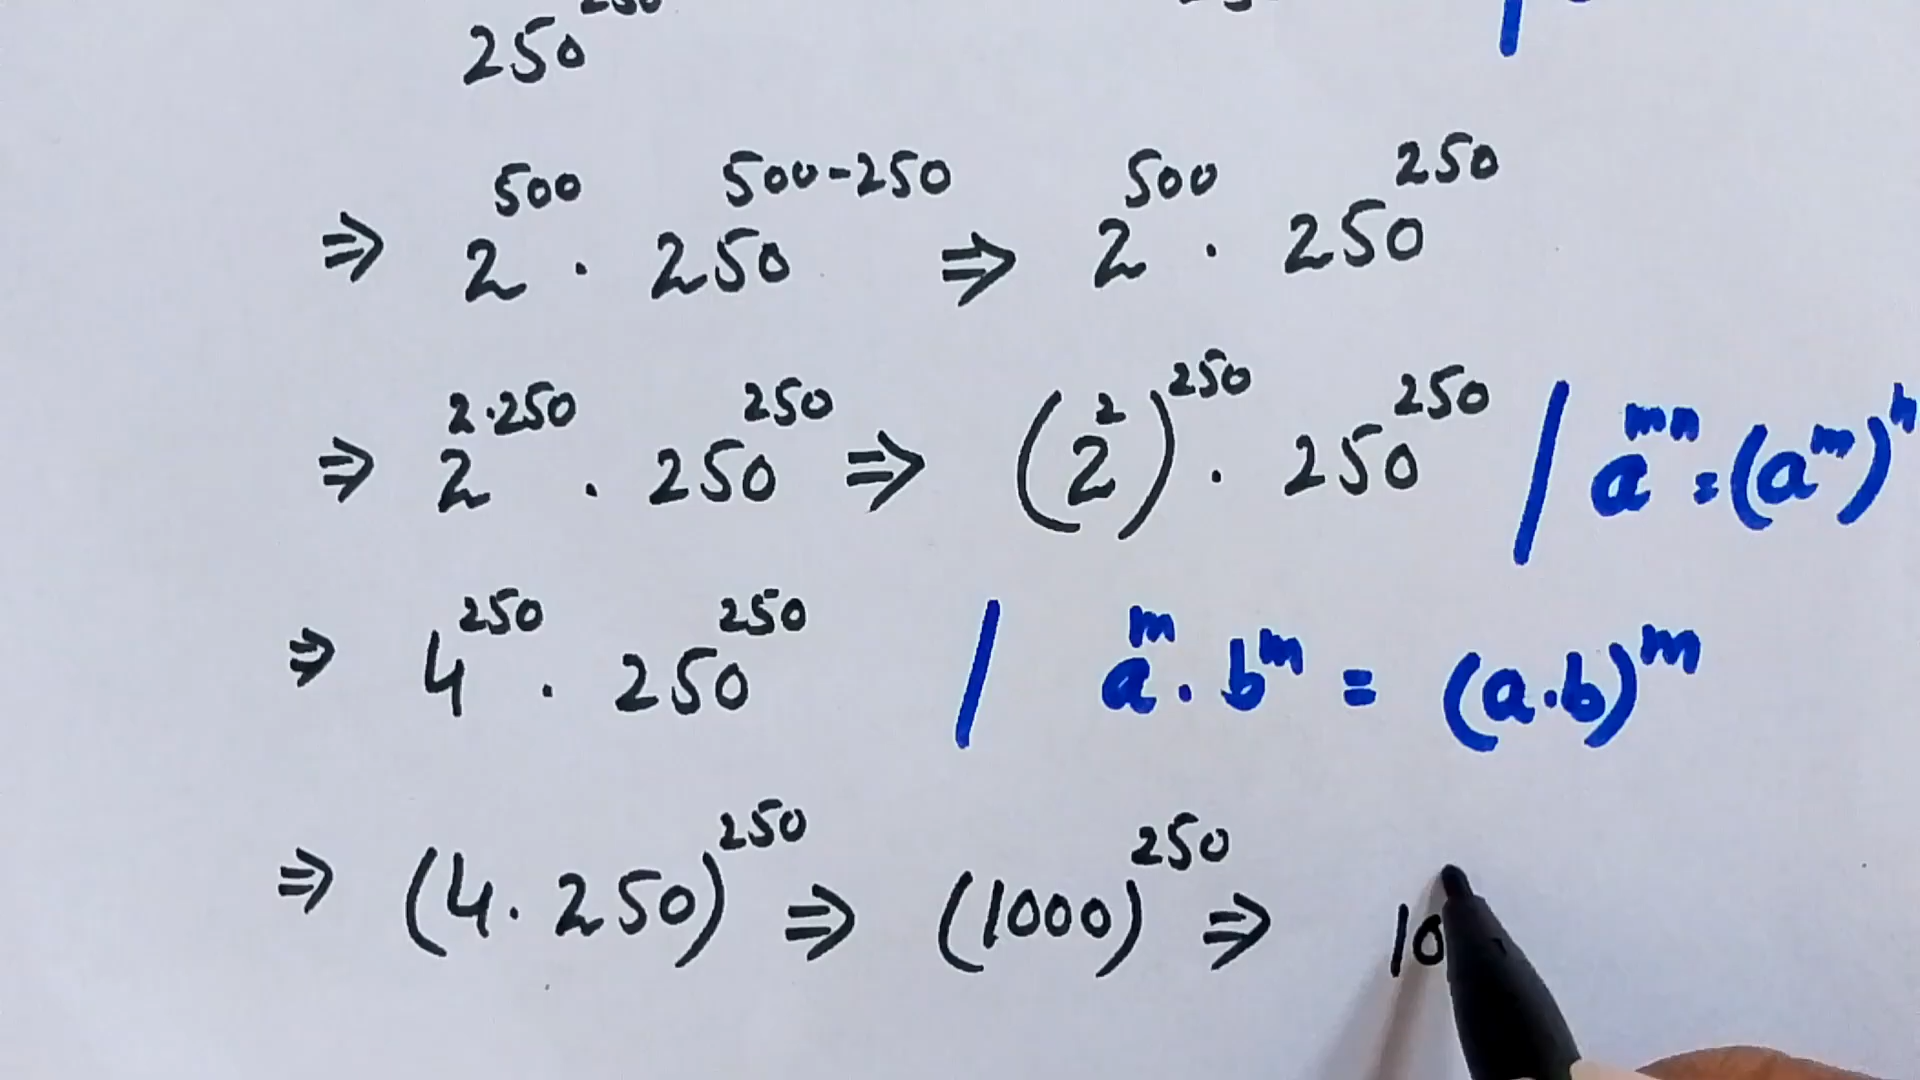 250^250
⇒ 2^500 · 250^500-250 ⇒ 2^500 · 250^250
⇒ 2^2·250 · 250^250 ⇒ (2^2)^250 · 250^250 / a^mn = (a^m)^n
⇒ 4^250 · 250^250 / a^m · b^m = (a·b)^m
⇒ (4·250)^250 ⇒ (1000)^250 ⇒ 10